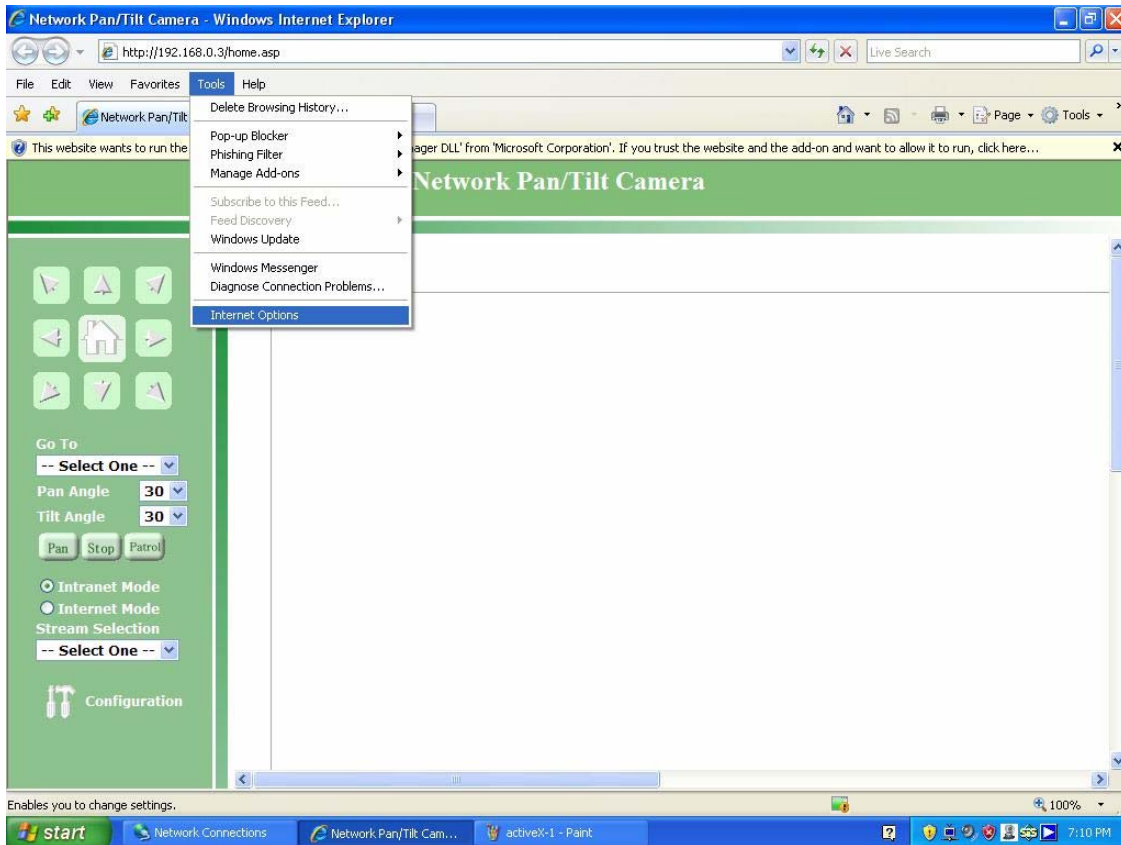 Network Pan/Tilt Camera - Windows Internet Explorer
http://192.168.0.3/home.asp
Live Search
File Edit View Favorites Tools Help
Network Pan/Tilt
Page Tools
This website wants to run the
ager DLL' from 'Microsoft Corporation'. If you trust the website and the add-on and want to allow it to run, click here...
Delete Browsing History...
Pop-up Blocker
Phishing Filter
Manage Add-ons
Subscribe to this Feed...
Feed Discovery
Windows Update
Windows Messenger
Diagnose Connection Problems...
Internet Options
Network Pan/Tilt Camera
Go To
-- Select One --
Pan Angle 30
Tilt Angle 30
Pan Stop Patrol
Intranet Mode
Internet Mode
Stream Selection
-- Select One --
Configuration
Enables you to change settings.
100%
start
Network Connections
Network Pan/Tilt Cam...
activeX-1 - Paint
7:10 PM